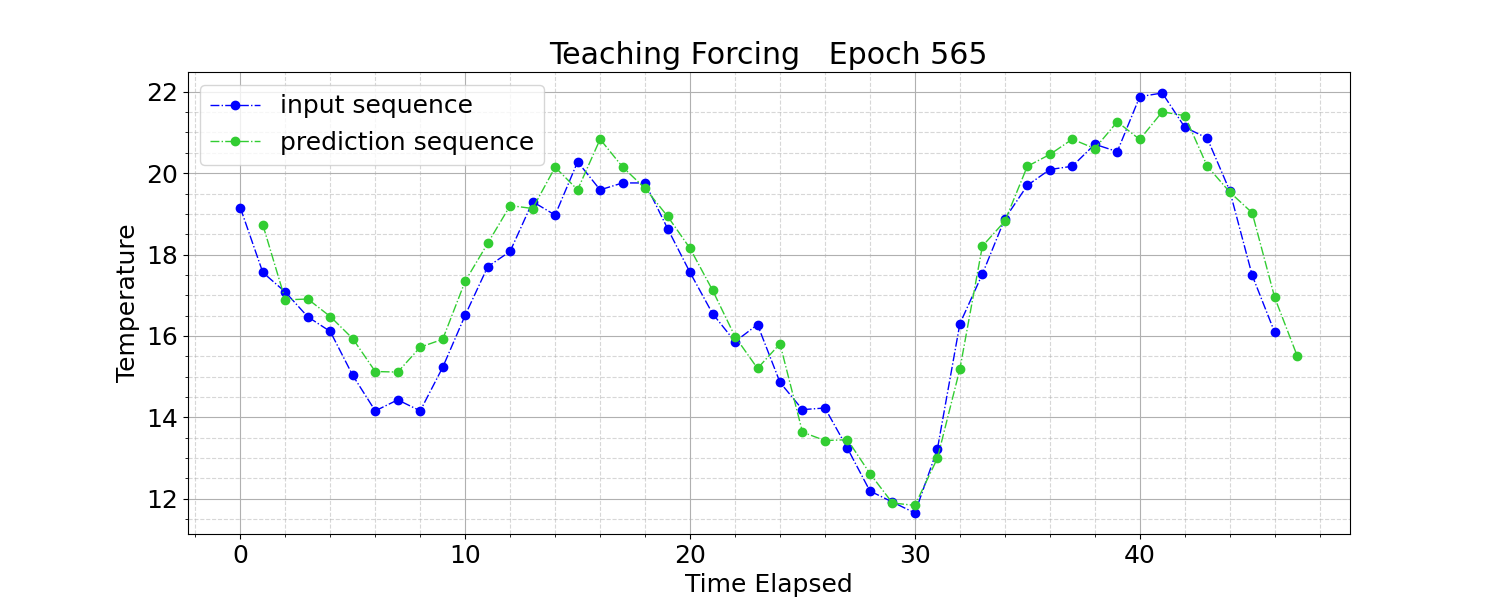 Teaching Forcing   Epoch 565
input sequence
prediction sequence
Temperature
22
20
18
16
14
12
0 10 20 30 40
Time Elapsed